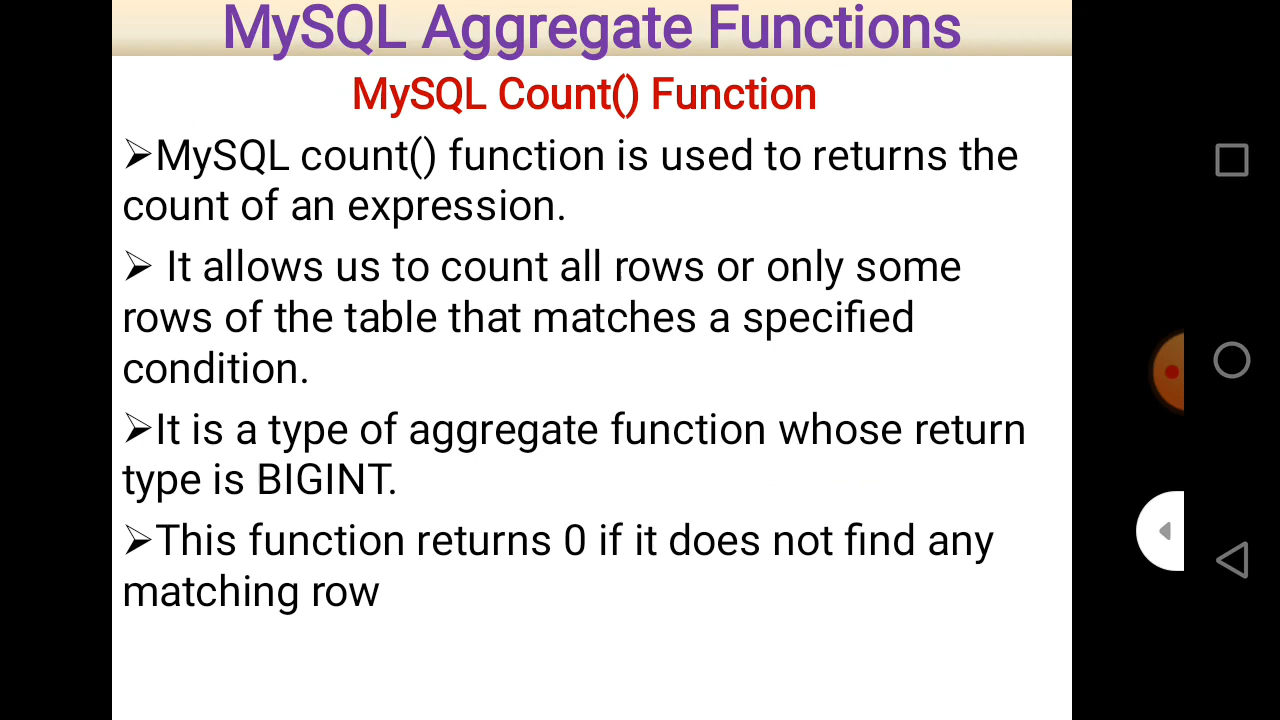 MySQL Aggregate Functions
MySQL Count() Function
➢MySQL count() function is used to returns the
count of an expression.
➢ It allows us to count all rows or only some
rows of the table that matches a specified
condition.
➢It is a type of aggregate function whose return
type is BIGINT.
➢This function returns 0 if it does not find any
matching row